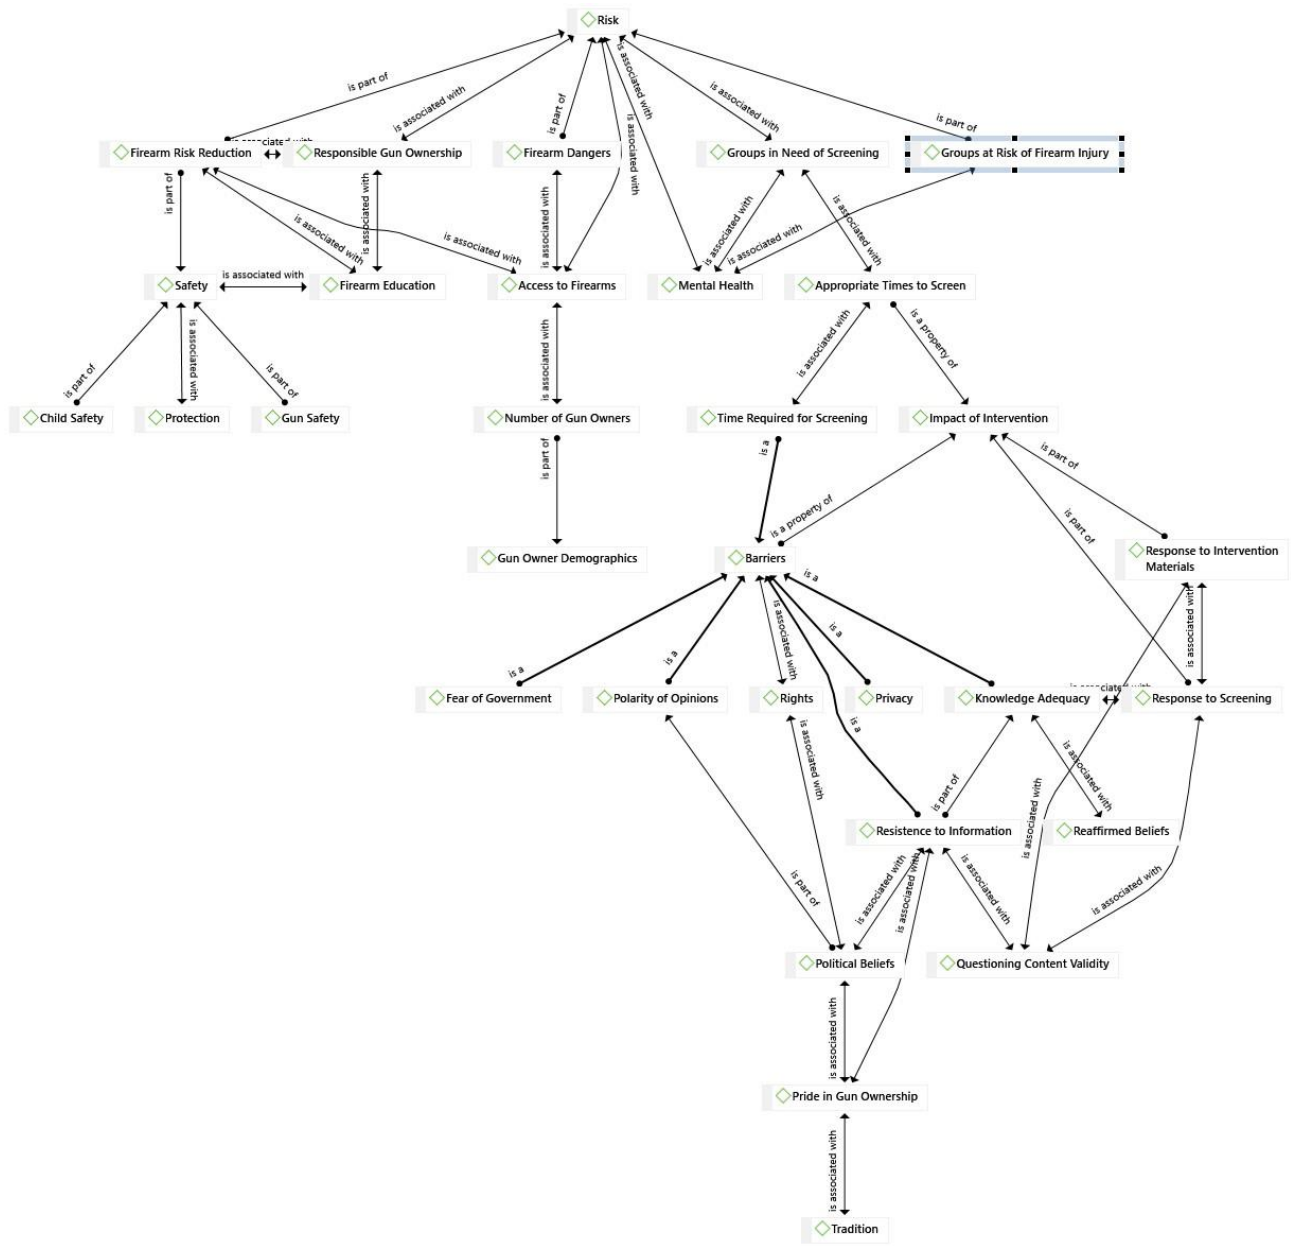 Risk
is part of
is associated with
is part of
is associated with
is associated with
is associated with
is part of
is associated with
Firearm Risk Reduction
Responsible Gun Ownership
Firearm Dangers
Groups in Need of Screening
Groups at Risk of Firearm Injury
is part of
is associated with
is associated with
is associated with
is associated with
is associated with
is associated with
is associated with
Safety
is associated with
Firearm Education
Access to Firearms
Mental Health
Appropriate Times to Screen
is part of
is associated with
is part of
is associated with
is associated with
is a property of
Child Safety
Protection
Gun Safety
Number of Gun Owners
Time Required for Screening
Impact of Intervention
is part of
is a
is a property of
is part of
is part of
Gun Owner Demographics
Barriers
Response to Intervention
Materials
is a
is a
is associated with
is a
is a
is associated with
Fear of Government
Polarity of Opinions
Rights
Privacy
Knowledge Adequacy
is associated with
Response to Screening
is associated with
is a
is part of
is associated with
is associated with
Resistence to Information
Reaffirmed Beliefs
is part of
is associated with
is associated with
is associated with
is associated with
Political Beliefs
Questioning Content Validity
is associated with
Pride in Gun Ownership
is associated with
Tradition